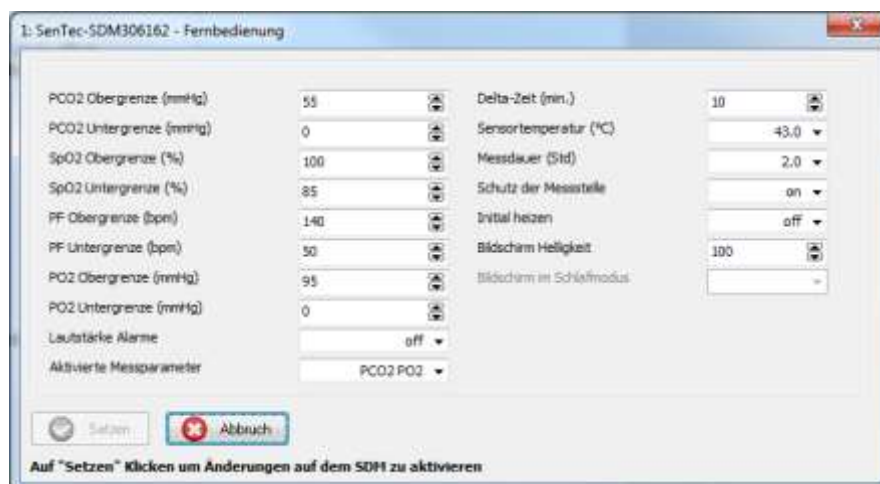 1: SenTec-SDM306162 - Fernbedienung
PCO2 Obergrenze (mmHg) 55
PCO2 Untergrenze (mmHg) 0
SpO2 Obergrenze (%) 100
SpO2 Untergrenze (%) 85
PF Obergrenze (bpm) 140
PF Untergrenze (bpm) 50
PO2 Obergrenze (mmHg) 95
PO2 Untergrenze (mmHg) 0
Lautstärke Alarme off
Aktivierte Messparameter PCO2 PO2
Delta-Zeit (min.) 10
Sensortemperatur (°C) 43.0
Messdauer (Std) 2.0
Schutz der Messstelle on
Initial heizen off
Bildschirm Helligkeit 100
Bildschirm im Schlafmodus
Setzen Abbruch
Auf "Setzen" Klicken um Änderungen auf dem SDM zu aktivieren